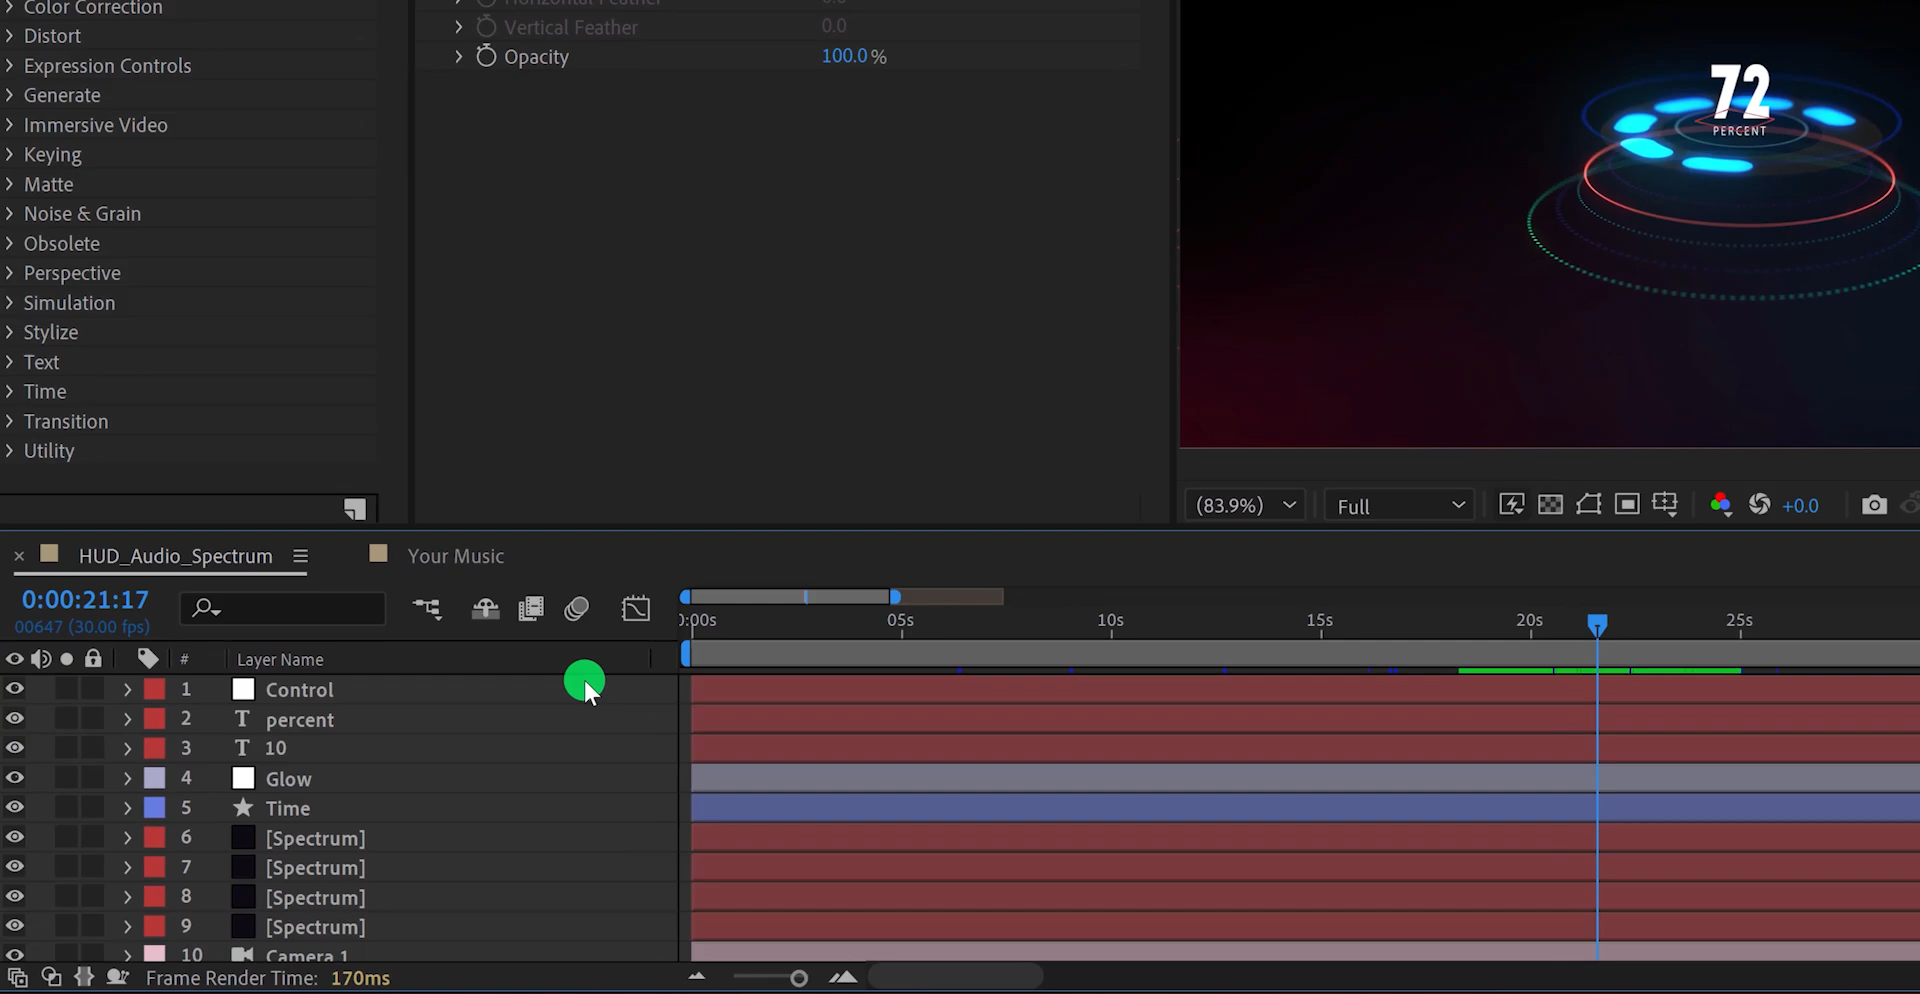 Color Correction
Distort
Expression Controls
Generate
Immersive Video
Keying
Matte
Noise & Grain
Obsolete
Perspective
Simulation
Stylize
Text
Time
Transition
Utility
Horizontal Feather 0.0
Vertical Feather 0.0
Opacity 100.0 %
72
PERCENT
(83.9%) Full +0.0
HUD_Audio_Spectrum Your Music
0:00:21:17
00647 (30.00 fps)
0:00s 05s 10s 15s 20s 25s
# Layer Name
1 Control
2 T percent
3 T 10
4 Glow
5 Time
6 [Spectrum]
7 [Spectrum]
8 [Spectrum]
9 [Spectrum]
10 Camera 1
Frame Render Time: 170ms